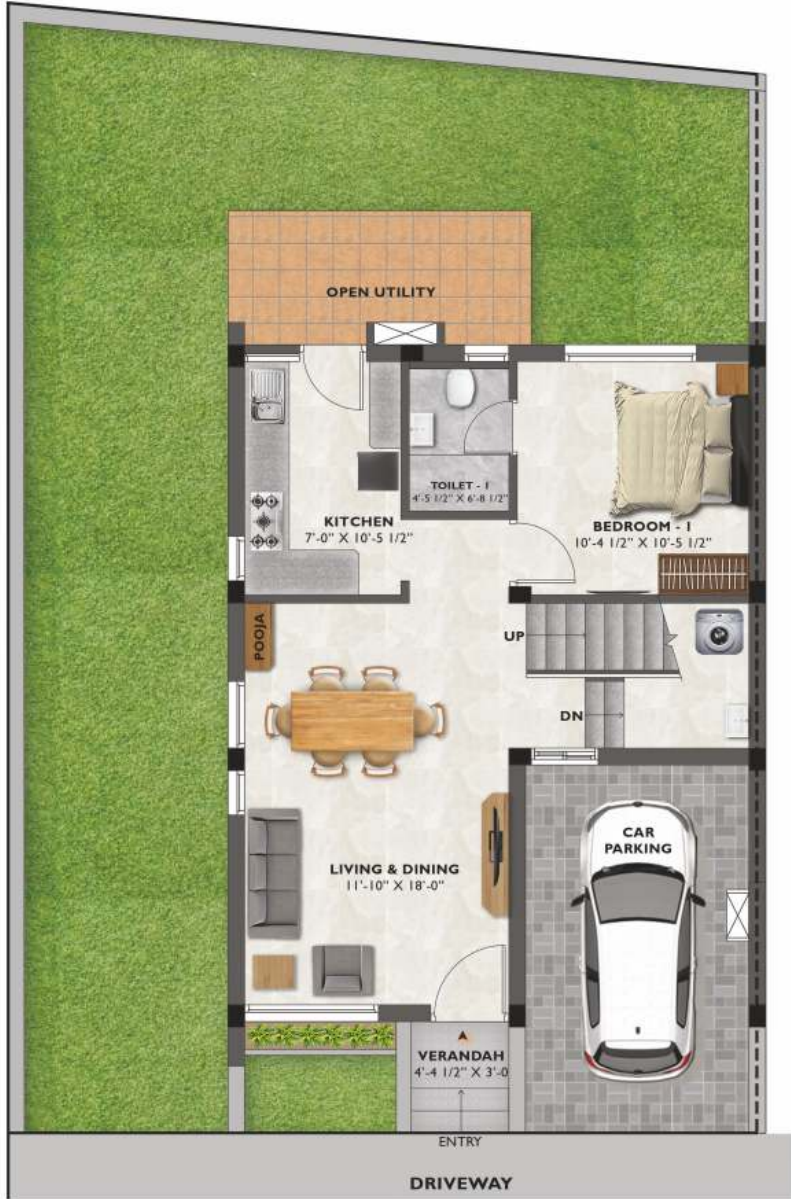 OPEN UTILITY
TOILET - 1
4'-5 1/2" X 6'-8 1/2"
KITCHEN
7'-0" X 10'-5 1/2"
BEDROOM - 1
10'-4 1/2" X 10'-5 1/2"
POOJA
UP
DN
CAR
PARKING
LIVING & DINING
11'-10" X 18'-0"
VERANDAH
4'-4 1/2" X 3'-0
ENTRY
DRIVEWAY